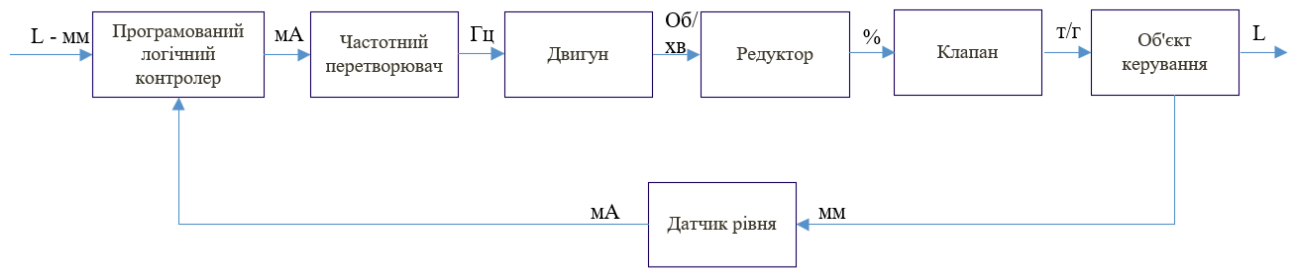 L - мм
Програмований
логічний
контролер
мА
Частотний
перетворювач
Гц
Двигун
Об/
хв
Редуктор
%
Клапан
т/г
Об'єкт
керування
L
мА
Датчик рівня
мм